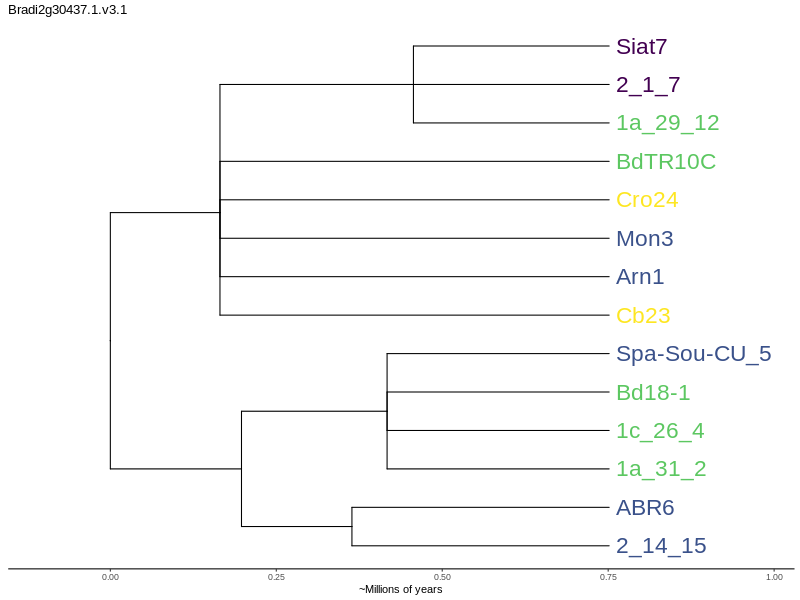 Bradi2g30437.1.v3.1
Siat7
2_1_7
1a_29_12
BdTR10C
Cro24
Mon3
Arn1
Cb23
Spa-Sou-CU_5
Bd18-1
1c_26_4
1a_31_2
ABR6
2_14_15
0.00 0.25 0.50 0.75 1.00
~Millions of years